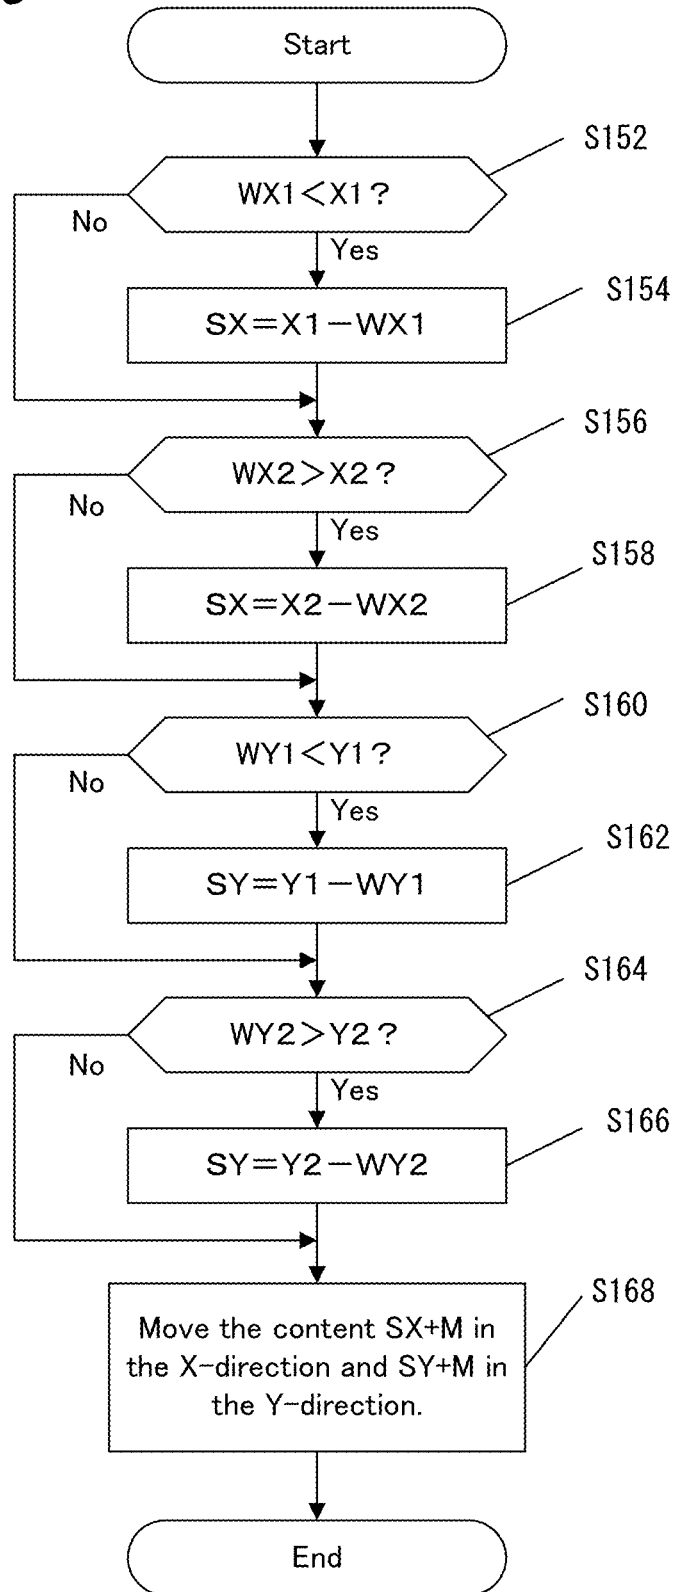 Start
S152
WX1<X1?
No
Yes
S154
SX=X1-WX1
S156
WX2>X2?
No
Yes
S158
SX=X2-WX2
S160
WY1<Y1?
No
Yes
S162
SY=Y1-WY1
S164
WY2>Y2?
No
Yes
S166
SY=Y2-WY2
S168
Move the content SX+M in
the X-direction and SY+M in
the Y-direction.
End